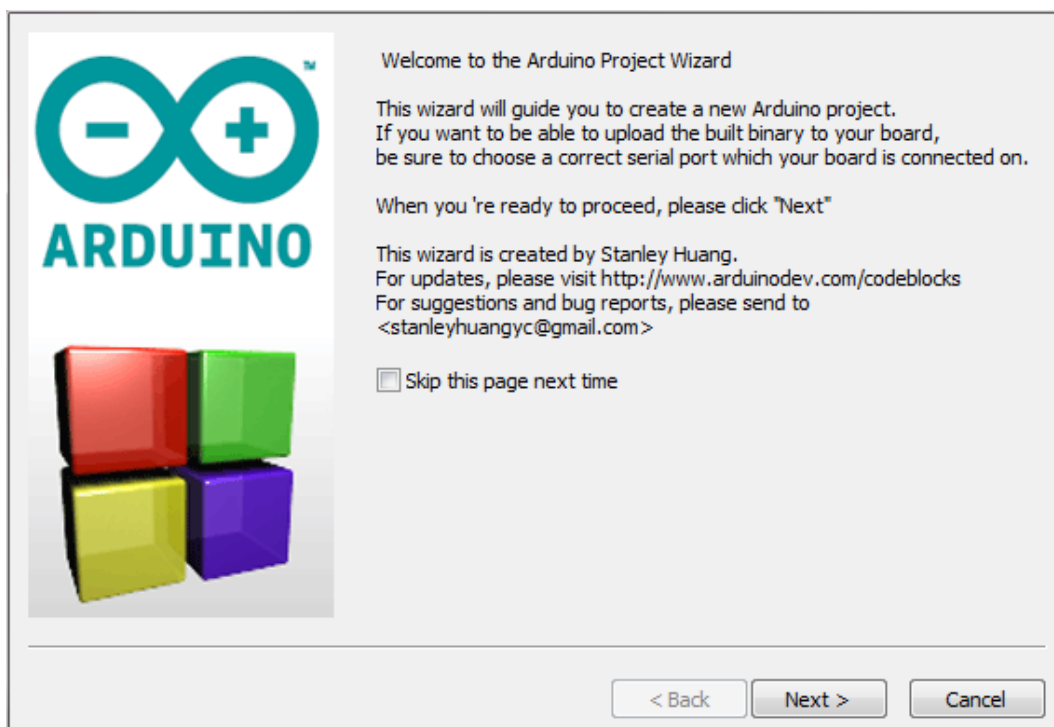 TM
ARDUINO
Welcome to the Arduino Project Wizard
This wizard will guide you to create a new Arduino project.
If you want to be able to upload the built binary to your board,
be sure to choose a correct serial port which your board is connected on.
When you 're ready to proceed, please click "Next"
This wizard is created by Stanley Huang.
For updates, please visit http://www.arduinodev.com/codeblocks
For suggestions and bug reports, please send to
<stanleyhuangyc@gmail.com>
Skip this page next time
< Back
Next >
Cancel